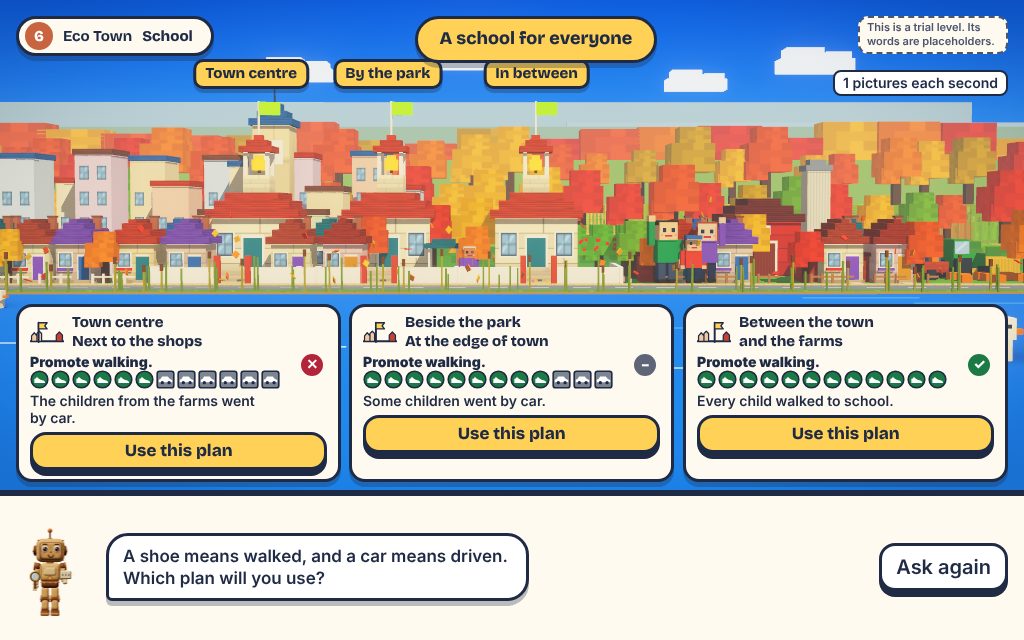 6 Eco Town School
A school for everyone
This is a trial level. Its
words are placeholders.
Town centre
By the park
In between
1 pictures each second
Town centre
Next to the shops
Promote walking.
The children from the farms went
by car.
Use this plan
Beside the park
At the edge of town
Promote walking.
Some children went by car.
Use this plan
Between the town
and the farms
Promote walking.
Every child walked to school.
Use this plan
A shoe means walked, and a car means driven.
Which plan will you use?
Ask again